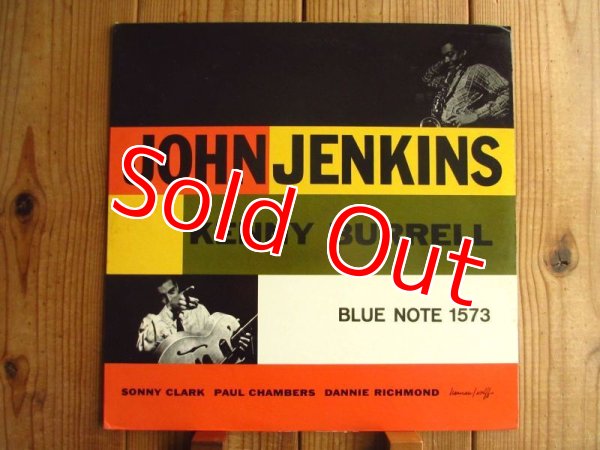 JOHN JENKINS
KENNY BURRELL
Sold Out
BLUE NOTE 1573
SONNY CLARK PAUL CHAMBERS DANNIE RICHMOND